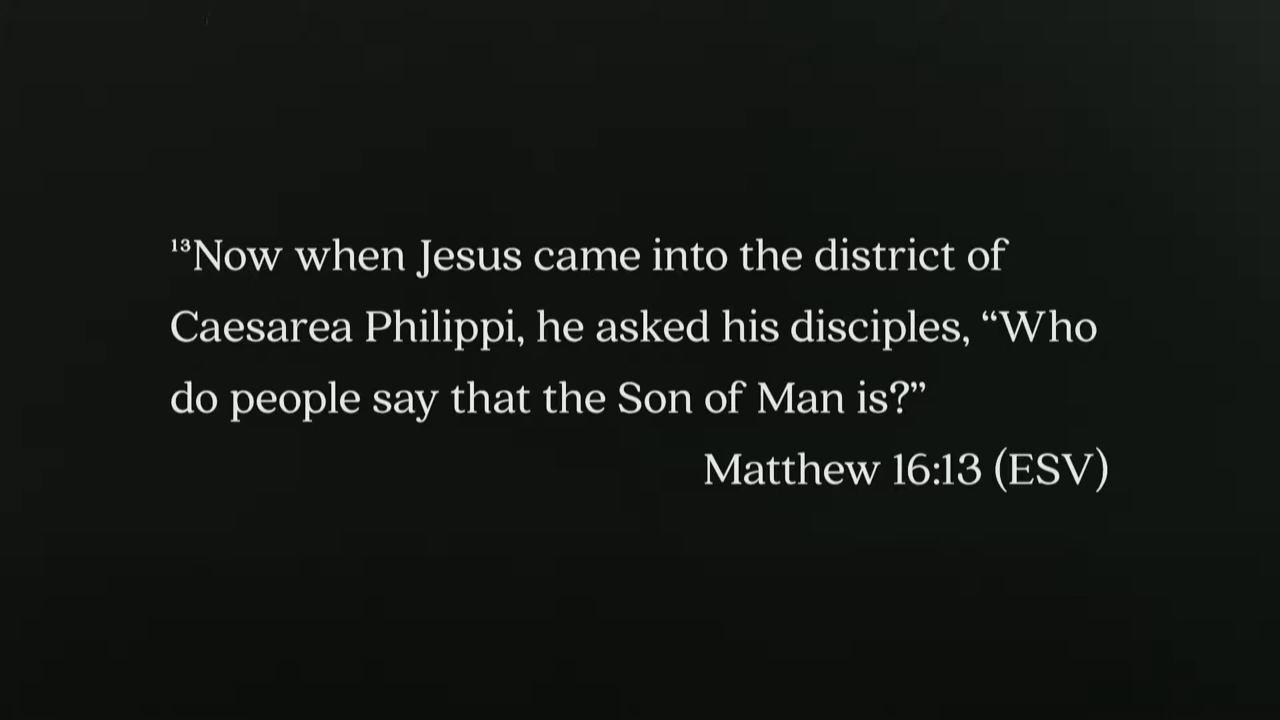 ¹³Now when Jesus came into the district of
Caesarea Philippi, he asked his disciples, “Who
do people say that the Son of Man is?”
Matthew 16:13 (ESV)